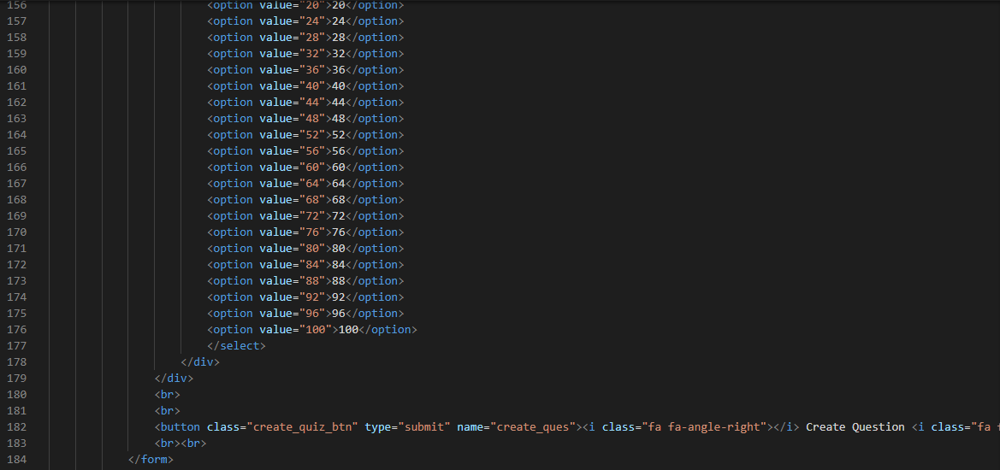 156 <option value="20">20</option>
157 <option value="24">24</option>
158 <option value="28">28</option>
159 <option value="32">32</option>
160 <option value="36">36</option>
161 <option value="40">40</option>
162 <option value="44">44</option>
163 <option value="48">48</option>
164 <option value="52">52</option>
165 <option value="56">56</option>
166 <option value="60">60</option>
167 <option value="64">64</option>
168 <option value="68">68</option>
169 <option value="72">72</option>
170 <option value="76">76</option>
171 <option value="80">80</option>
172 <option value="84">84</option>
173 <option value="88">88</option>
174 <option value="92">92</option>
175 <option value="96">96</option>
176 <option value="100">100</option>
177 </select>
178 </div>
179 </div>
180 <br>
181 <br>
182 <button class="create_quiz_btn" type="submit" name="create_ques"><i class="fa fa-angle-right"></i> Create Question <i class="fa
183 <br><br>
184 </form>